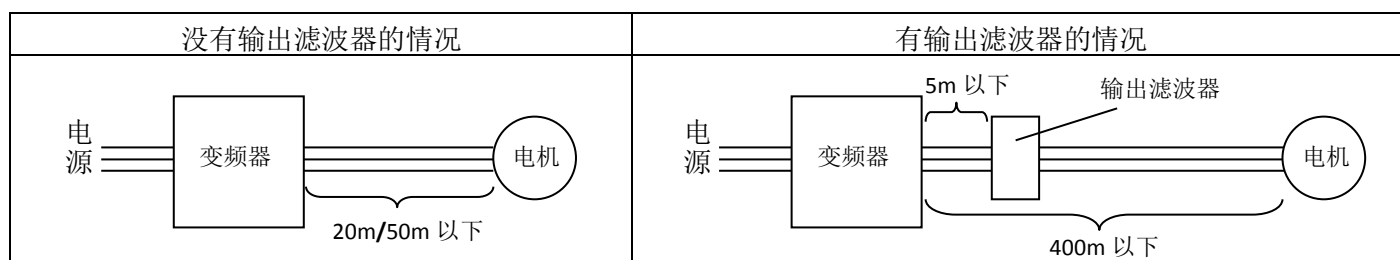 没有输出滤波器的情况
电源
变频器
电机
20m/50m 以下
有输出滤波器的情况
5m 以下
输出滤波器
电源
变频器
电机
400m 以下